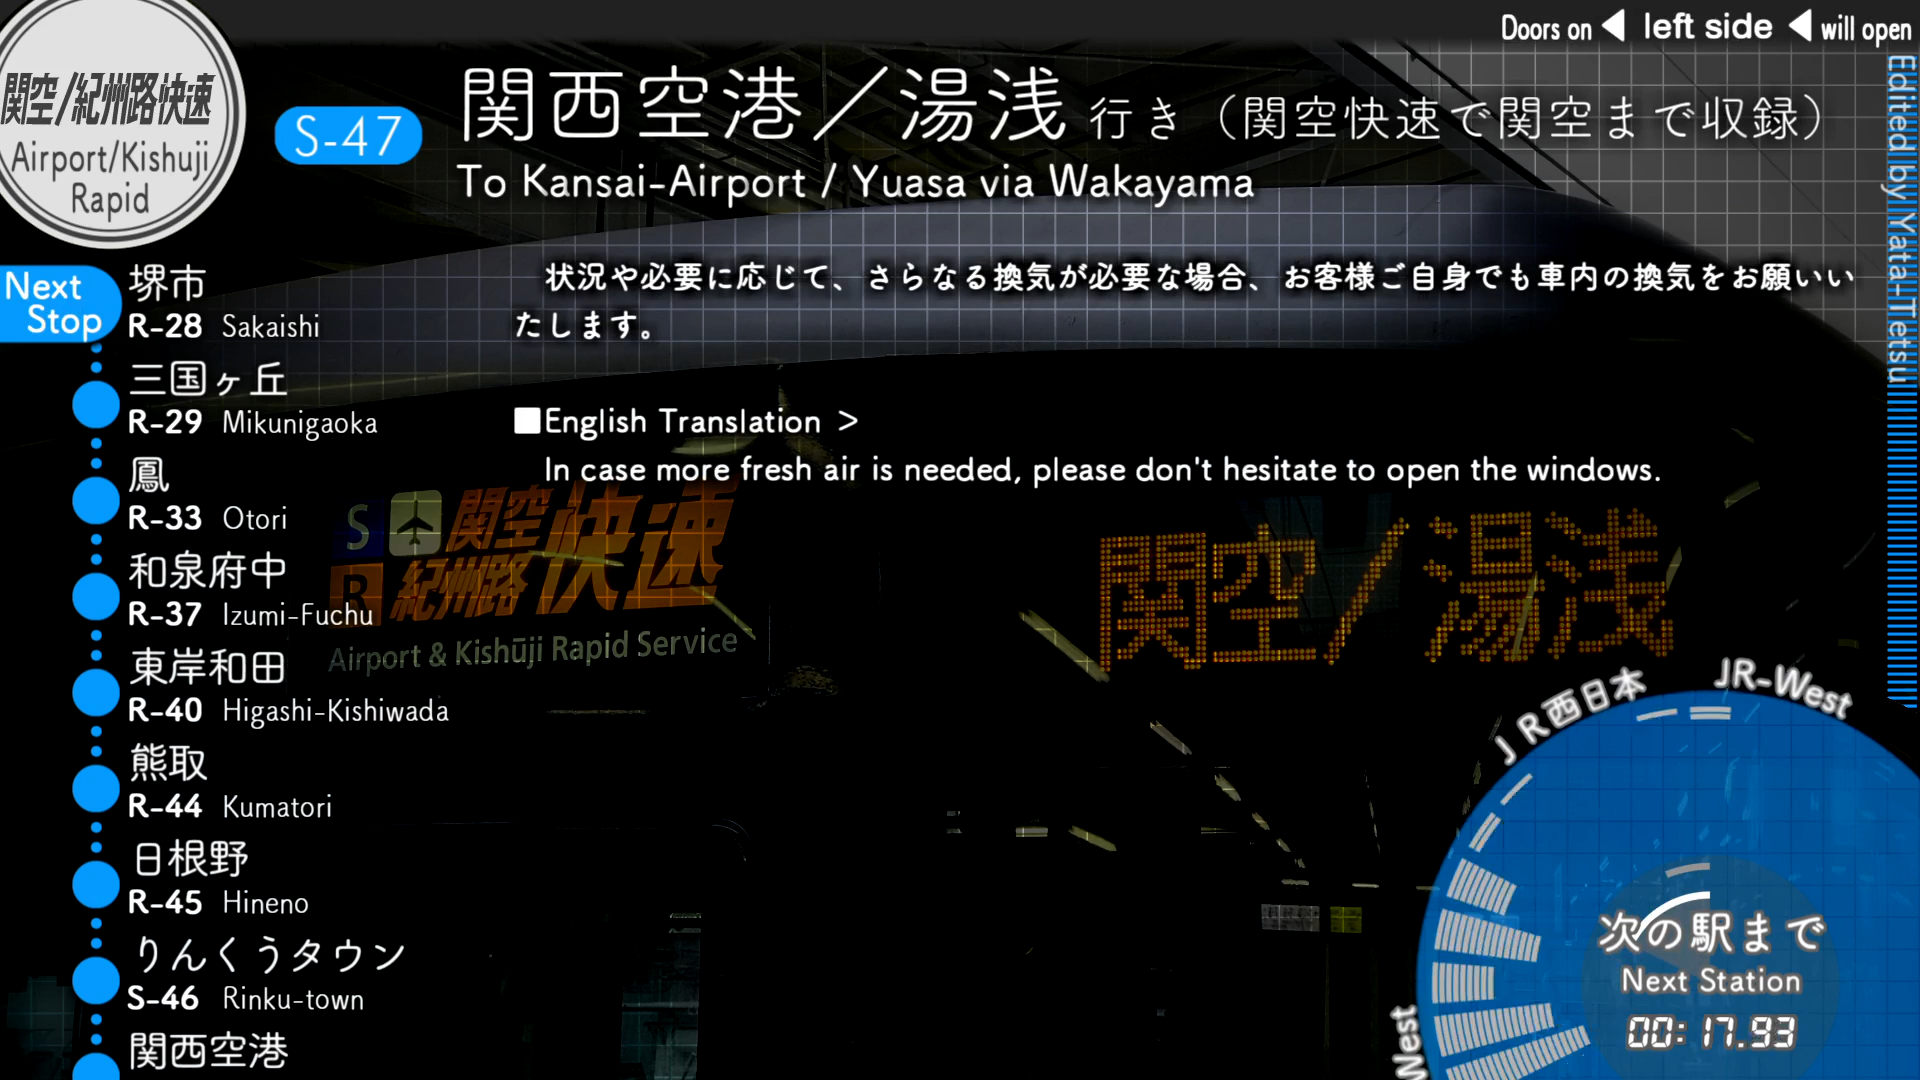 関空/紀州路快速
Airport/Kishuji
Rapid
Doors on ◀ left side ◀ will open
S-47
関西空港／湯浅 行き（関空快速で関空まで収録）
To Kansai-Airport / Yuasa via Wakayama
Edited by Yata-Tetsu
Next
Stop
堺市
R-28 Sakaishi
三国ヶ丘
R-29 Mikunigaoka
鳳
R-33 Otori
和泉府中
R-37 Izumi-Fuchu
東岸和田
R-40 Higashi-Kishiwada
熊取
R-44 Kumatori
日根野
R-45 Hineno
りんくうタウン
S-46 Rinku-town
関西空港
状況や必要に応じて、さらなる換気が必要な場合、お客様ご自身でも車内の換気をお願いい
たします。
■English Translation >
In case more fresh air is needed, please don't hesitate to open the windows.
S 関空
R 紀州路 快速
Airport & Kishūji Rapid Service
関空/湯浅
JR西日本
JR-West
West
次の駅まで
Next Station
00:17.93